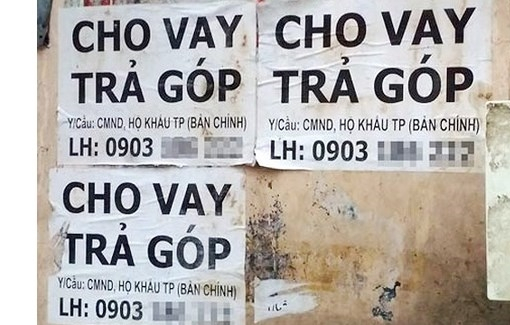 CHO VAY
TRẢ GÓP
Y/Cầu: CMND, HỘ KHẨU TP (BẢN CHÍNH)
LH: 0903
CHO VAY
TRẢ GÓP
Y/Cầu: CMND, HỘ KHẨU TP (BẢN CHÍNH)
LH: 0903
CHO VAY
TRẢ GÓP
Y/Cầu: CMND, HỘ KHẨU TP (BẢN CHÍNH)
LH: 0903